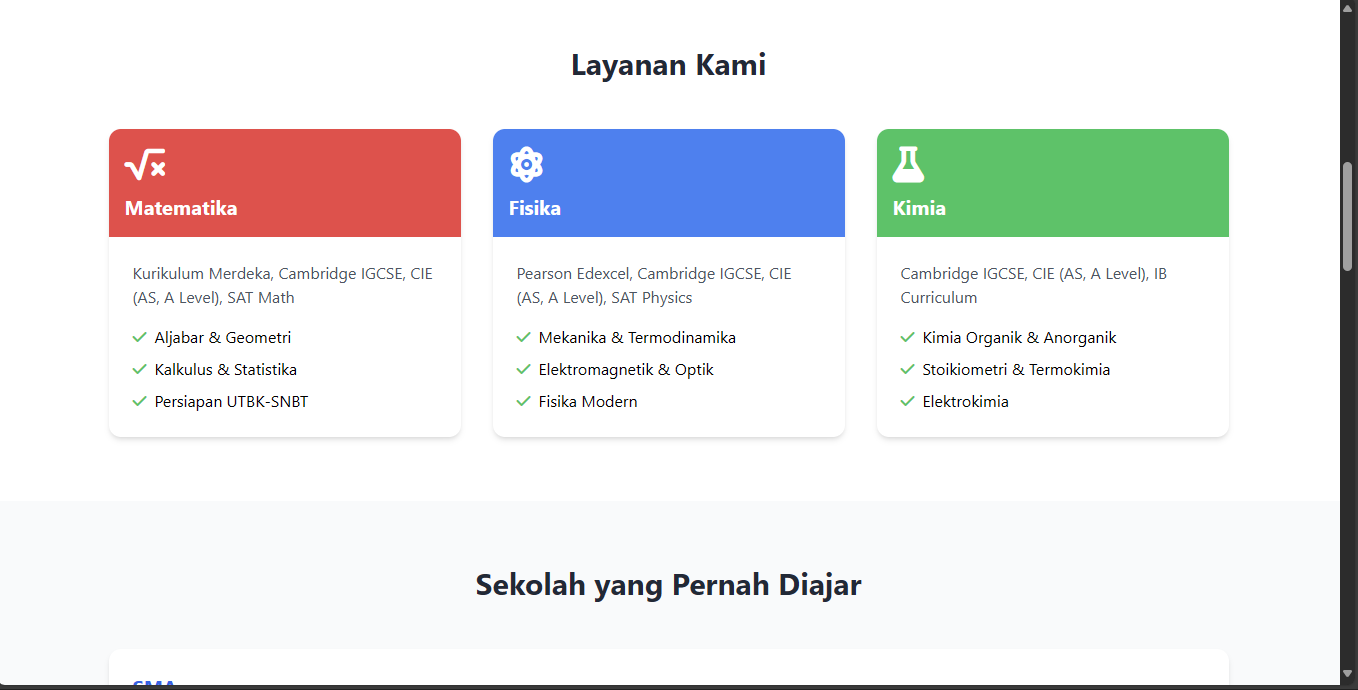 Layanan Kami
Matematika
Kurikulum Merdeka, Cambridge IGSCE, CIE
(AS, A Level), SAT Math
Aljabar & Geometri
Kalkulus & Statistika
Persiapan UTBK-SNBT
Fisika
Pearson Edexcel, Cambridge IGCSE, CIE
(AS, A Level), SAT Physics
Mekanika & Termodinamika
Elektromagnetik & Optik
Fisika Modern
Kimia
Cambridge IGCSE, CIE (AS, A Level), IB
Curriculum
Kimia Organik & Anorganik
Stoikiometri & Termokimia
Elektrokimia
Sekolah yang Pernah Diajar
SMA